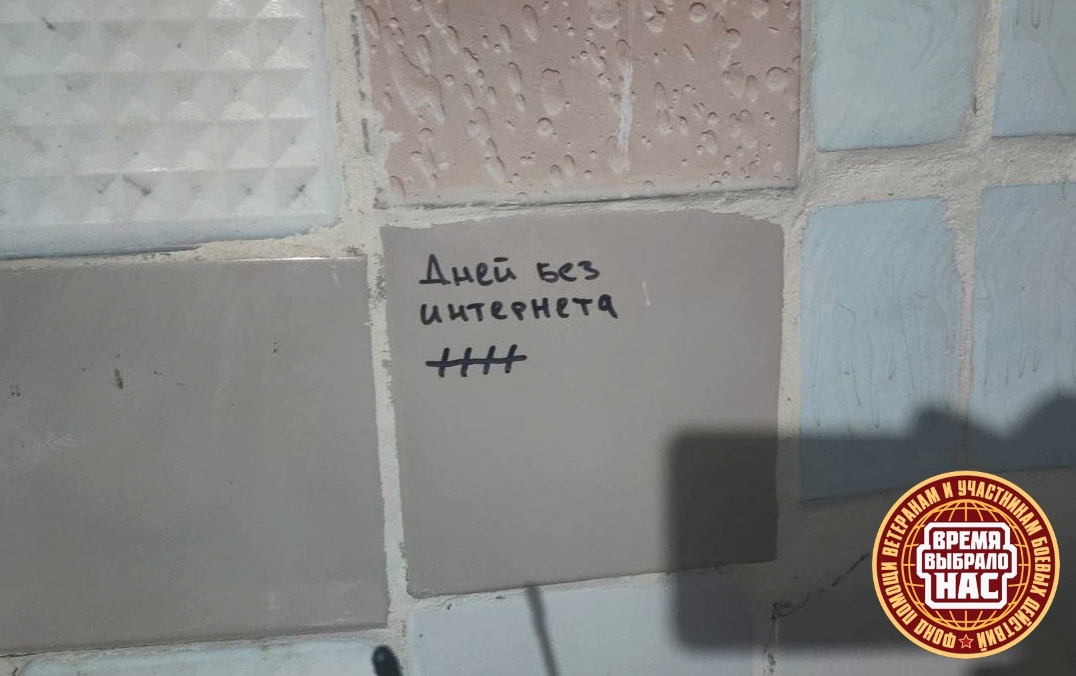 Дней без
интернета
ФОНД ПОМОЩИ ВЕТЕРАНАМ И УЧАСТНИКАМ БОЕВЫХ ДЕЙСТВИЙ
ВРЕМЯ
ВЫБРАЛО
НАС